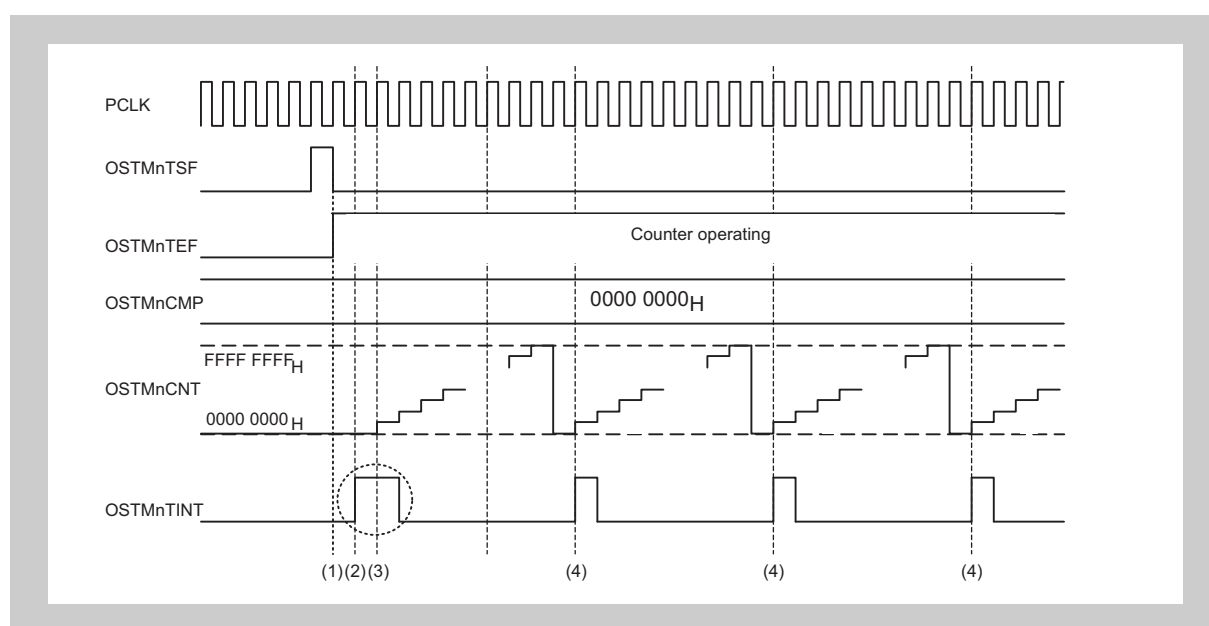 PCLK
OSTMnTSF
OSTMnTEF
Counter operating
OSTMnCMP
0000 0000H
FFFF FFFFH
OSTMnCNT
0000 0000H
OSTMnTINT
(1)(2)(3) (4) (4) (4)